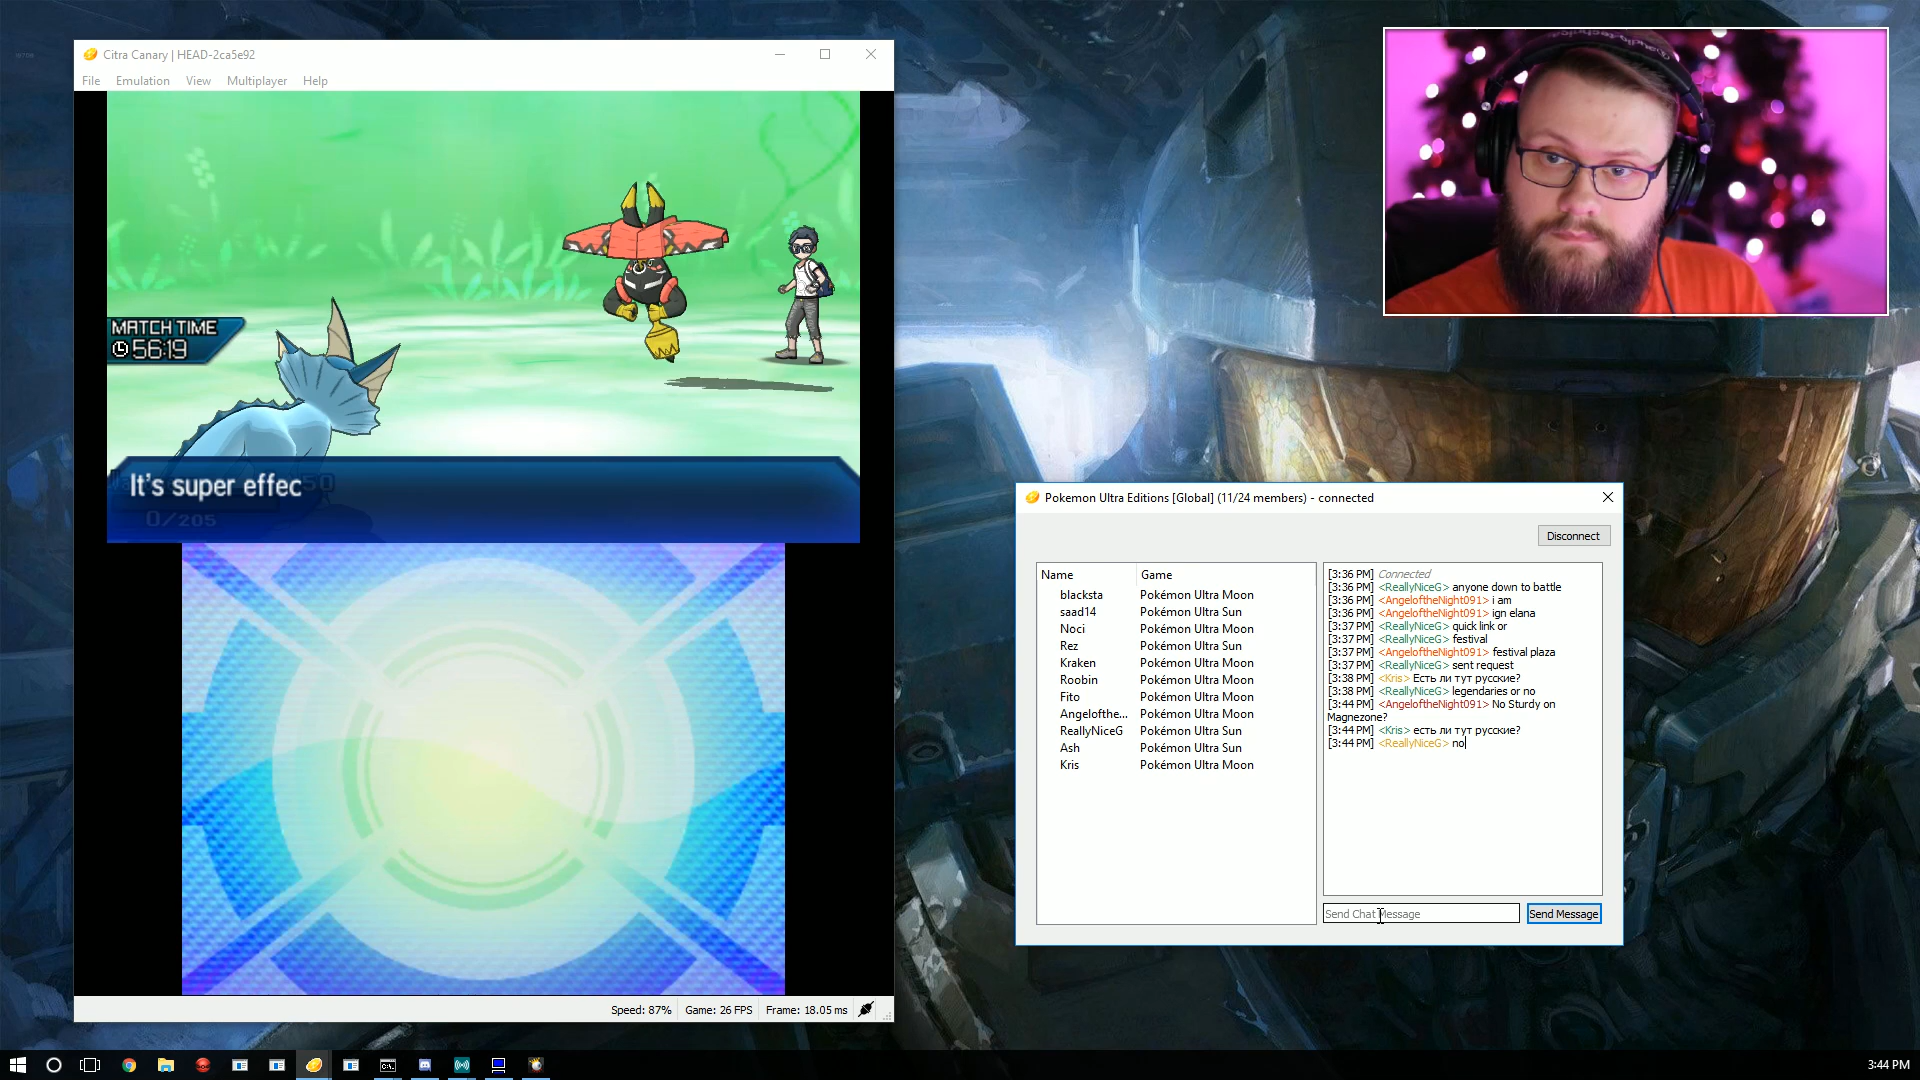 Citra Canary | HEAD-2ca5e92
File Emulation View Multiplayer Help
MATCH TIME
56:19
It's super effec
0/205
Speed: 87% Game: 26 FPS Frame: 18.05 ms
Pokemon Ultra Editions [Global] (11/24 members) - connected
Disconnect
Name Game
blacksta Pokémon Ultra Moon
saad14 Pokémon Ultra Sun
Noci Pokémon Ultra Moon
Rez Pokémon Ultra Sun
Kraken Pokémon Ultra Moon
Roobin Pokémon Ultra Moon
Fito Pokémon Ultra Moon
Angelofthe... Pokémon Ultra Moon
ReallyNiceG Pokémon Ultra Sun
Ash Pokémon Ultra Sun
Kris Pokémon Ultra Moon
[3:36 PM] Connected
[3:36 PM] <ReallyNiceG> anyone down to battle
[3:36 PM] <AngeloftheNight091> i am
[3:36 PM] <AngeloftheNight091> ign elana
[3:37 PM] <ReallyNiceG> quick link or
[3:37 PM] <ReallyNiceG> festival
[3:37 PM] <AngeloftheNight091> festival plaza
[3:37 PM] <ReallyNiceG> sent request
[3:38 PM] <Kris> Есть ли тут русские?
[3:38 PM] <ReallyNiceG> legendaries or no
[3:44 PM] <AngeloftheNight091> No Sturdy on
Magnezone?
[3:44 PM] <Kris> есть ли тут русские?
[3:44 PM] <ReallyNiceG> no
Send Chat Message Send Message
3:44 PM